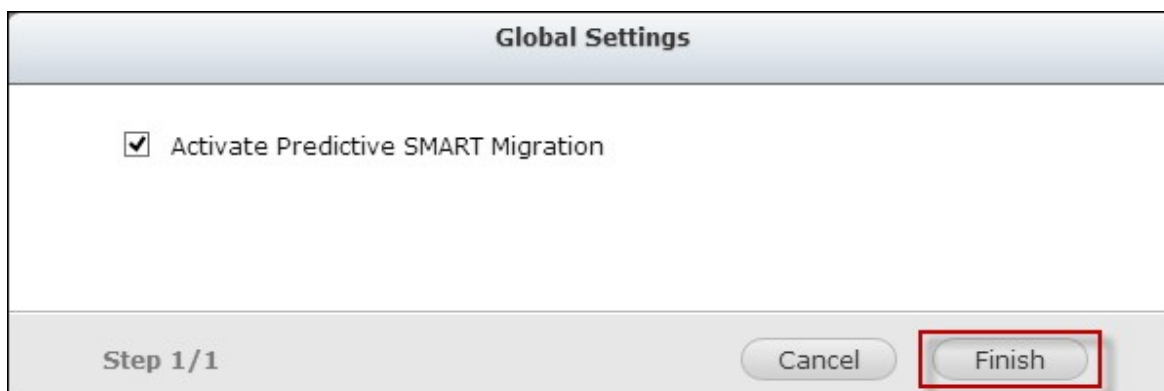 Global Settings
Activate Predictive SMART Migration
Step 1/1 Cancel Finish